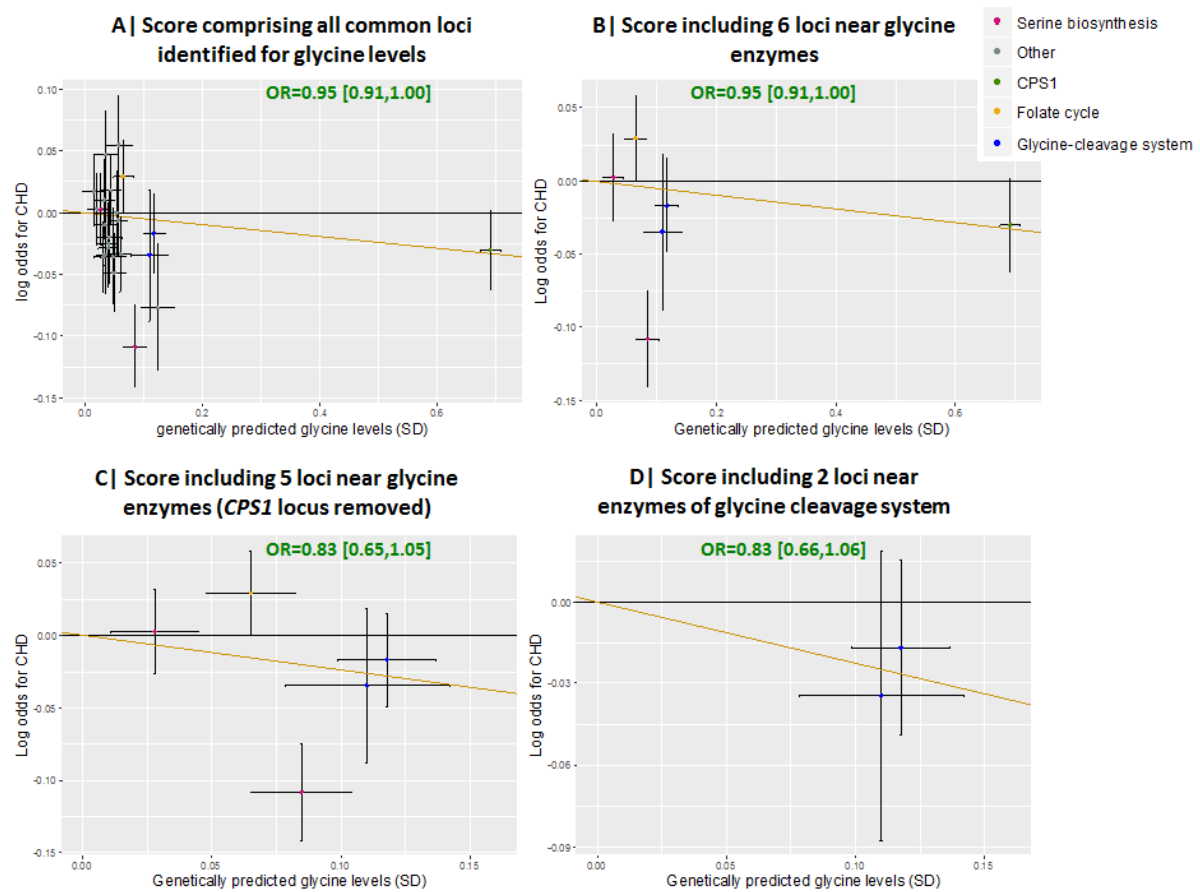 A| Score comprising all common loci
identified for glycine levels
OR=0.95 [0.91,1.00]
0.10
0.05
0.00
-0.05
-0.10
-0.15
log odds for CHD
0.0
0.2
0.4
0.6
genetically predicted glycine levels (SD)
B| Score including 6 loci near glycine
enzymes
OR=0.95 [0.91,1.00]
0.05
0.00
-0.05
-0.10
-0.15
Log odds for CHD
0.0
0.2
0.4
0.6
Genetically predicted glycine levels (SD)
Serine biosynthesis
Other
CPS1
Folate cycle
Glycine-cleavage system
C| Score including 5 loci near glycine
enzymes (CPS1 locus removed)
OR=0.83 [0.65,1.05]
0.05
0.00
-0.05
-0.10
-0.15
Log odds for CHD
0.00
0.05
0.10
0.15
Genetically predicted glycine levels (SD)
D| Score including 2 loci near
enzymes of glycine cleavage system
OR=0.83 [0.66,1.06]
0.00
-0.03
-0.06
-0.09
Log odds for CHD
0.00
0.05
0.10
0.15
Genetically predicted glycine levels (SD)